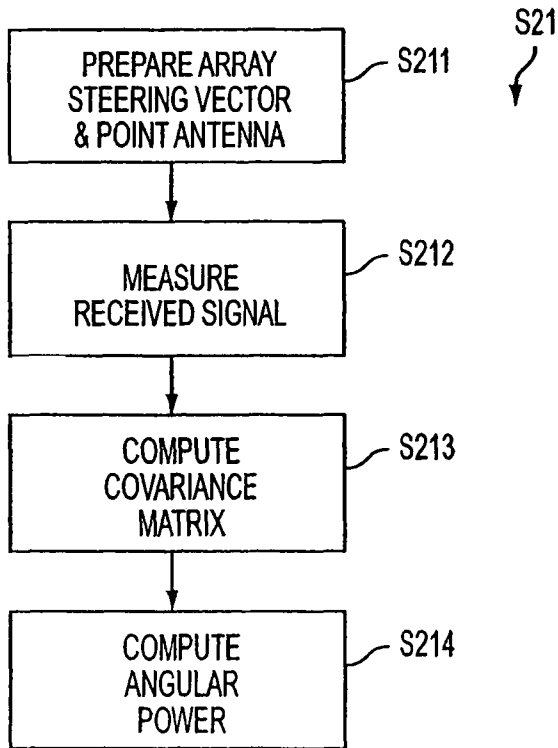 S21
PREPARE ARRAY
STEERING VECTOR
& POINT ANTENNA
S211
MEASURE
RECEIVED SIGNAL
S212
COMPUTE
COVARIANCE
MATRIX
S213
COMPUTE
ANGULAR
POWER
S214